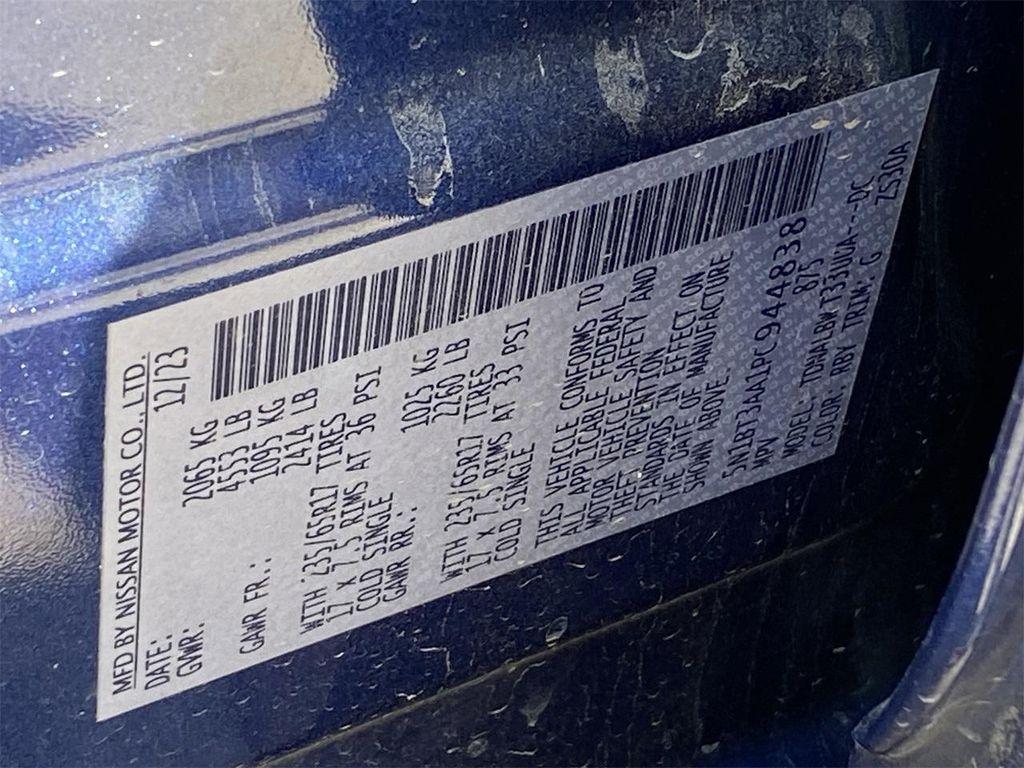 MFD BY NISSAN MOTOR CO., LTD.
DATE: 12/23
GVWR: 2065 KG
4553 LB
GAWR FR.: 1095 KG
2414 LB
WITH 235/65R17 TIRES
17 X 7.5 RIMS AT 36 PSI
COLD SINGLE
GAWR RR.: 1025 KG
2260 LB
WITH 235/65R17 TIRES
17 X 7.5 RIMS AT 33 PSI
COLD SINGLE
THIS VEHICLE CONFORMS TO
ALL APPLICABLE FEDERAL
MOTOR VEHICLE SAFETY AND
THEFT PREVENTION
STANDARDS IN EFFECT ON
THE DATE OF MANUFACTURE
SHOWN ABOVE.
5N1BT3AA1PC944838
MPV 875
MODEL: ---DC
COLOR: RBY TRIM: G ZS30A